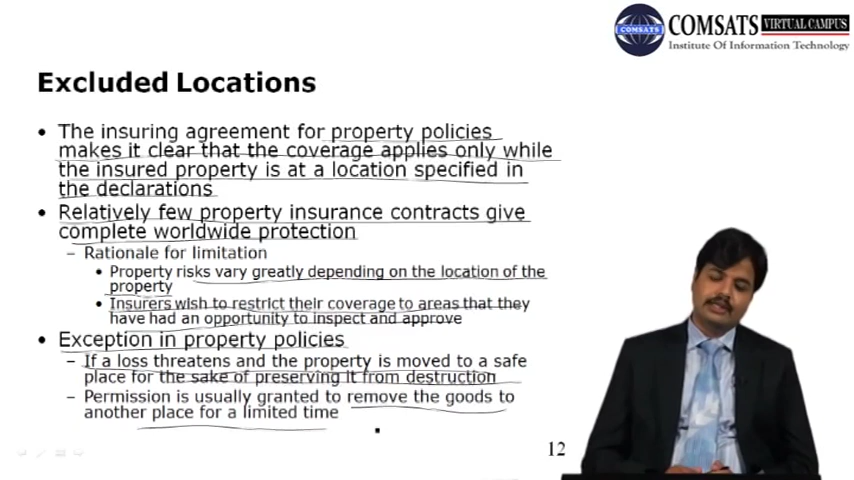 COMSATS VIRTUAL CAMPUS
COMSATS
Institute Of Information Technology
Excluded Locations
• The insuring agreement for property policies
makes it clear that the coverage applies only while
the insured property is at a location specified in
the declarations
• Relatively few property insurance contracts give
complete worldwide protection
– Rationale for limitation
• Property risks vary greatly depending on the location of the
property
• Insurers wish to restrict their coverage to areas that they
have had an opportunity to inspect and approve
• Exception in property policies
– If a loss threatens and the property is moved to a safe
place for the sake of preserving it from destruction
– Permission is usually granted to remove the goods to
another place for a limited time
12